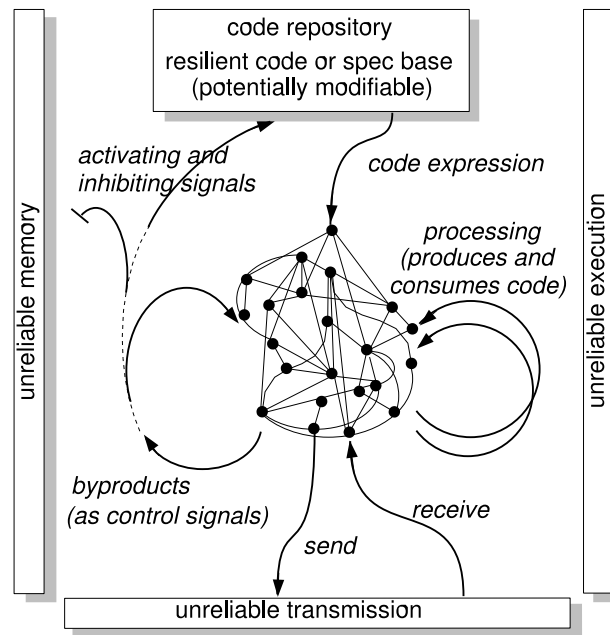 code repository
resilient code or spec base
(potentially modifiable)
activating and
inhibiting signals
code expression
processing
(produces and
consumes code)
unreliable memory
unreliable execution
byproducts
(as control signals)
receive
send
unreliable transmission